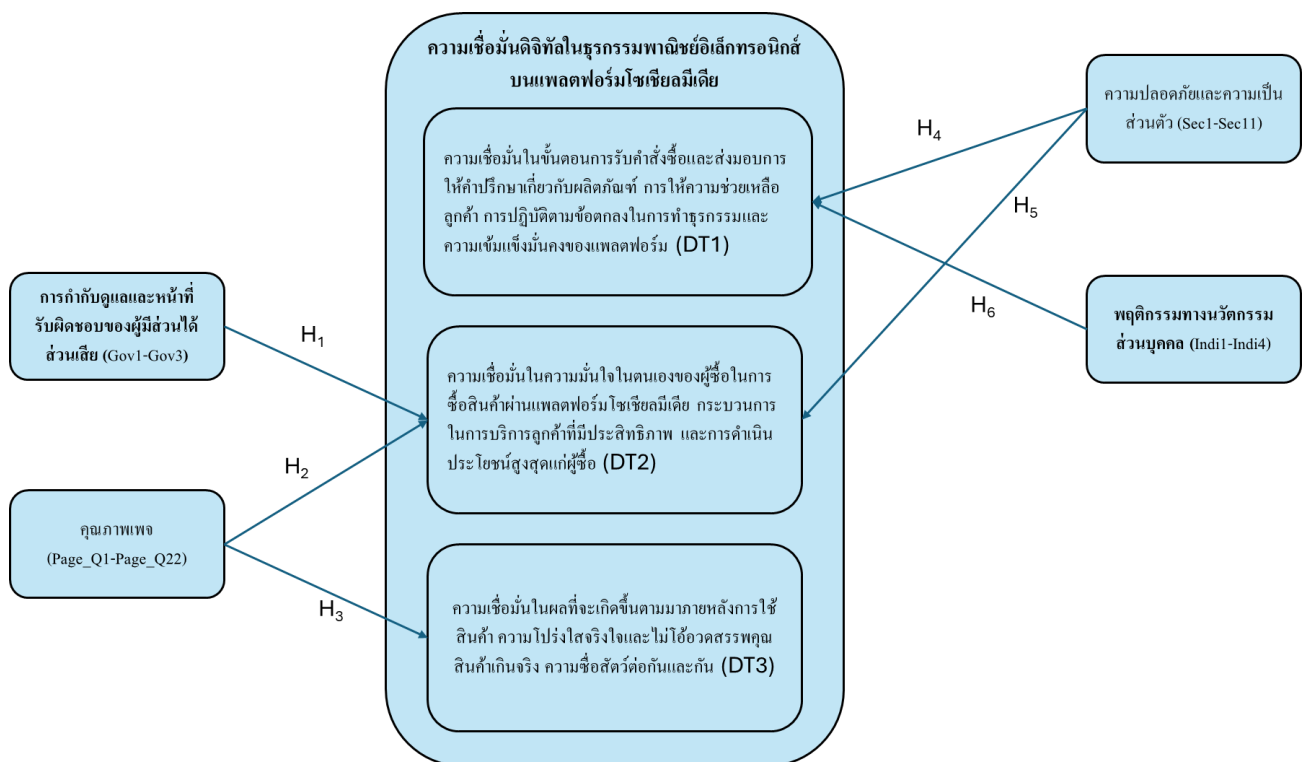 ความเชื่อมั่นดิจิทัลในธุรกรรมพาณิชย์อิเล็กทรอนิกส์
บนแพลตฟอร์มโซเชียลมีเดีย
ความเชื่อมั่นในขั้นตอนการรับคำสั่งซื้อและส่งมอบการ
ให้คำปรึกษาเกี่ยวกับผลิตภัณฑ์ การให้ความช่วยเหลือ
ลูกค้า การปฏิบัติตามข้อตกลงในการทำธุรกรรมและ
ความเข้มแข็งมั่นคงของแพลตฟอร์ม (DT1)
ความเชื่อมั่นในความมั่นใจในตนเองของผู้ซื้อในการ
ซื้อสินค้าผ่านแพลตฟอร์มโซเชียลมีเดีย กระบวนการ
ในการบริการลูกค้าที่มีประสิทธิภาพ และการดำเนิน
ประโยชน์สูงสุดแก่ผู้ซื้อ (DT2)
ความเชื่อมั่นในผลที่จะเกิดขึ้นตามมาภายหลังการใช้
สินค้า ความโปร่งใสจริงใจและไม่โอ้อวดสรรพคุณ
สินค้าเกินจริง ความซื่อสัตว์ต่อกันและกัน (DT3)
การกำกับดูแลและหน้าที่
รับผิดชอบของผู้มีส่วนได้
ส่วนเสีย (Gov1-Gov3)
คุณภาพเพจ
(Page_Q1-Page_Q22)
H1
H2
H3
ความปลอดภัยและความเป็น
ส่วนตัว (Sec1-Sec11)
พฤติกรรมทางนวัตกรรม
ส่วนบุคคล (Indi1-Indi4)
H4
H5
H6